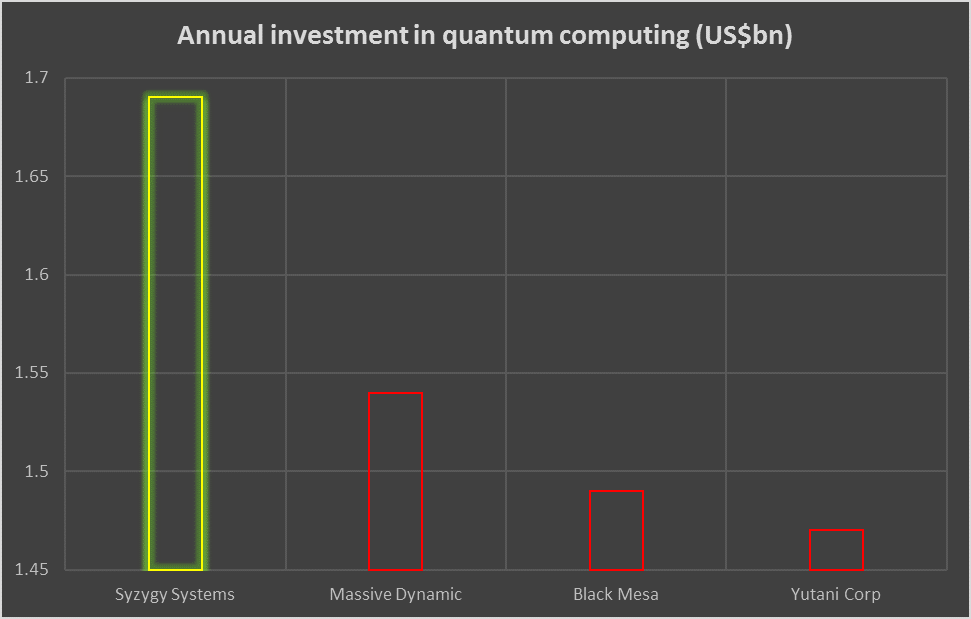 Annual investment in quantum computing (US$bn)
1.7
1.65
1.6
1.55
1.5
1.45
Syzygy Systems
Massive Dynamic
Black Mesa
Yutani Corp